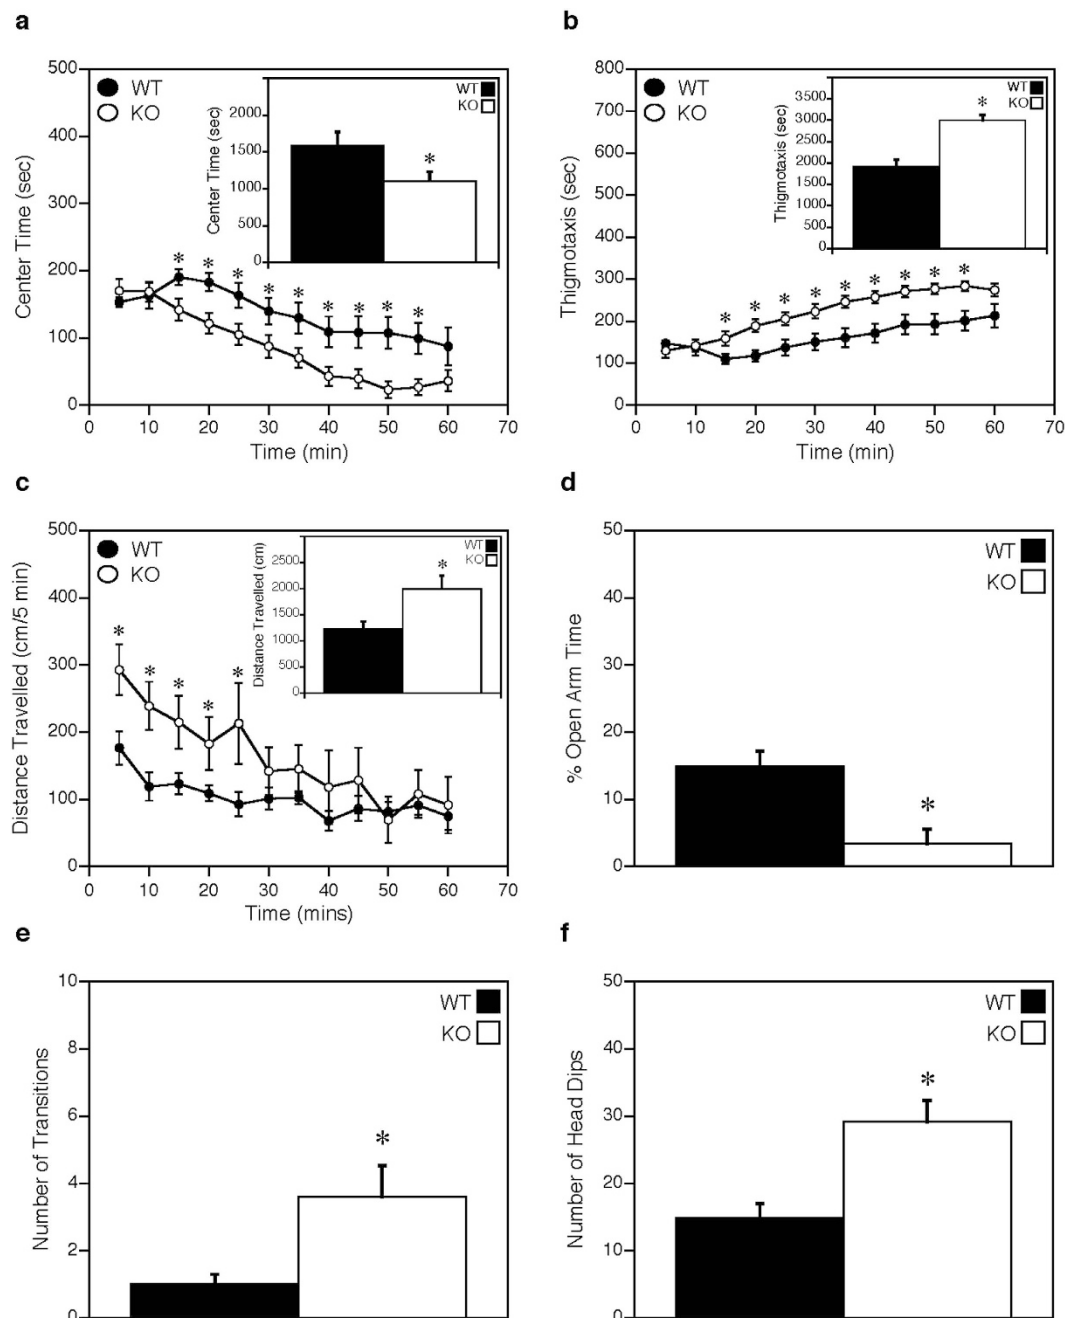 a
500
400
300
200
100
0
Center Time (sec)
WT
KO
2000
1500
1000
500
0
Center Time (sec)
WT
KO
*
* * * * * * * * *
0 10 20 30 40 50 60 70
Time (min)
b
800
700
600
500
400
300
200
100
0
Thigmotaxis (sec)
WT
KO
3500
3000
2500
2000
1500
1000
500
0
Thigmotaxis (sec)
WT
KO
*
* * * * * * * * *
0 10 20 30 40 50 60 70
Time (min)
c
500
400
300
200
100
0
Distance Travelled (cm/5 min)
WT
KO
2500
2000
1500
1000
500
0
Distance Travelled (cm)
WT
KO
*
* * * * *
0 10 20 30 40 50 60 70
Time (mins)
d
50
40
30
20
10
0
% Open Arm Time
WT
KO
*
e
10
8
6
4
2
0
Number of Transitions
WT
KO
*
f
50
40
30
20
10
0
Number of Head Dips
WT
KO
*